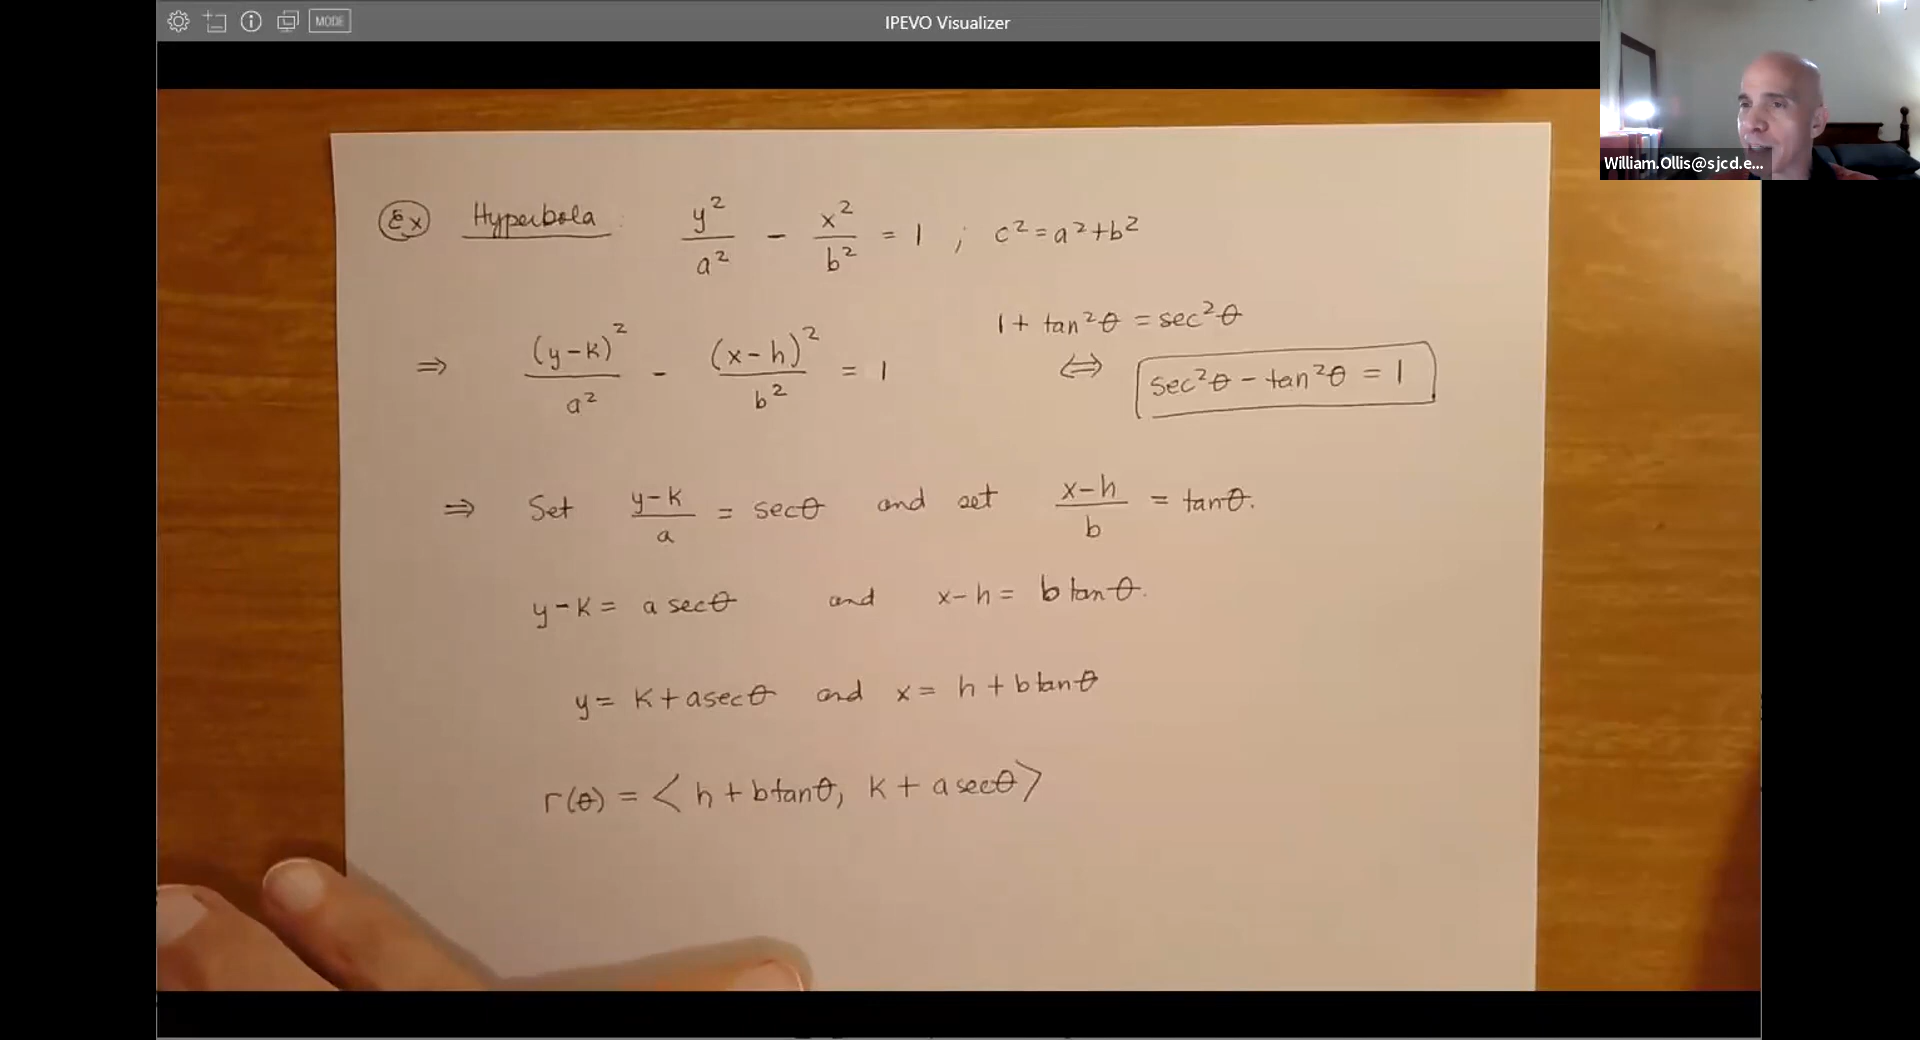 MODE
IPEVO Visualizer
William.Ollis@sjcd.e...
Ex Hyperbola: y²/a² - x²/b² = 1 ; c² = a² + b²
⇒ (y-k)²/a² - (x-h)²/b² = 1
1 + tan²θ = sec²θ
⇔ sec²θ - tan²θ = 1
⇒ Set (y-k)/a = secθ and set (x-h)/b = tanθ.
y-k = a secθ and x-h = b tanθ.
y = k + a secθ and x = h + b tanθ
r(θ) = <h + b tanθ, k + a secθ>